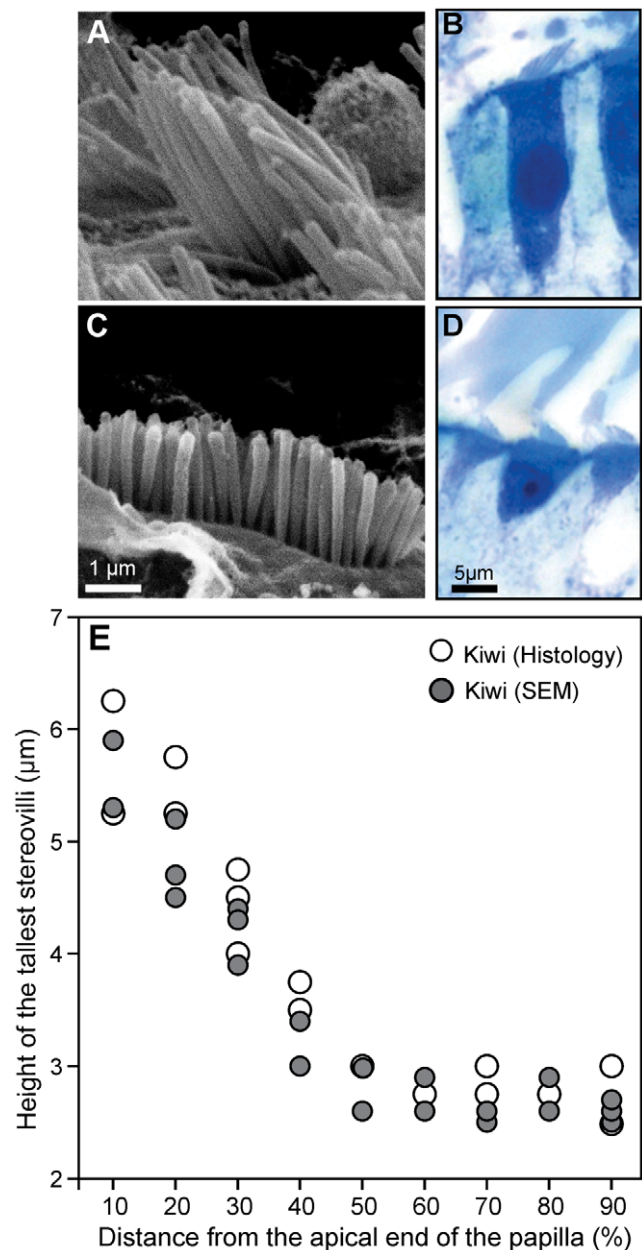 A
B
C
1 µm
D
5µm
E
Kiwi (Histology)
Kiwi (SEM)
Height of the tallest stereovilli (µm)
7
6
5
4
3
2
10 20 30 40 50 60 70 80 90
Distance from the apical end of the papilla (%)